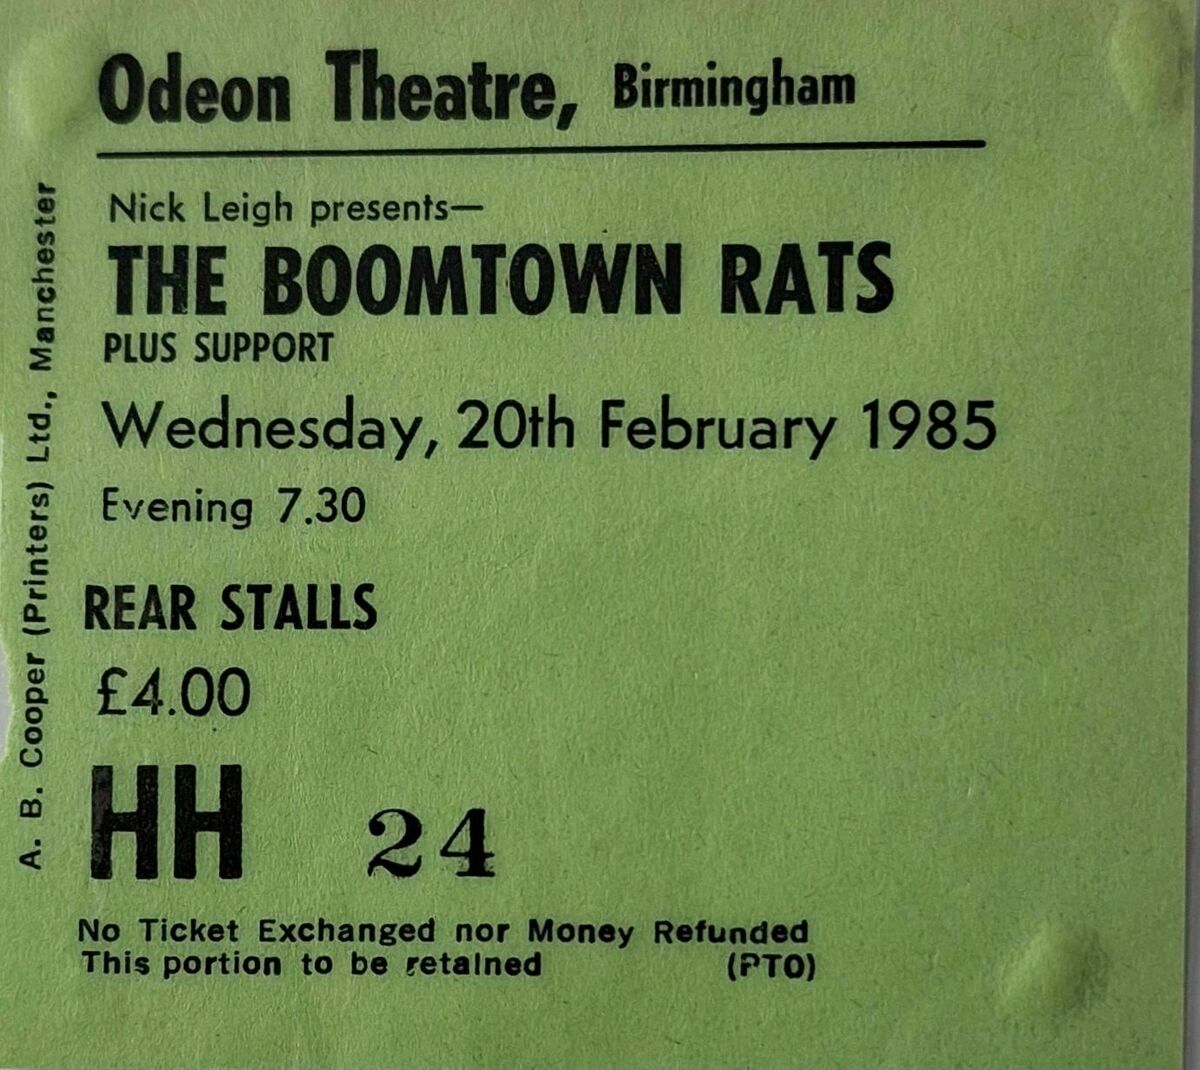 Odeon Theatre, Birmingham
Nick Leigh presents—
THE BOOMTOWN RATS
PLUS SUPPORT
Wednesday, 20th February 1985
Evening 7.30
REAR STALLS
£4.00
HH 24
No Ticket Exchanged nor Money Refunded
This portion to be retained (PTO)
A. B. Cooper (Printers) Ltd., Manchester